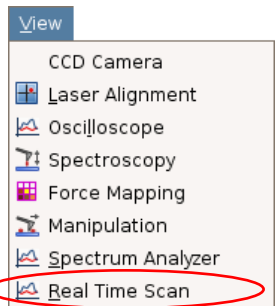 View
CCD Camera
Laser Alignment
Oscilloscope
Spectroscopy
Force Mapping
Manipulation
Spectrum Analyzer
Real Time Scan